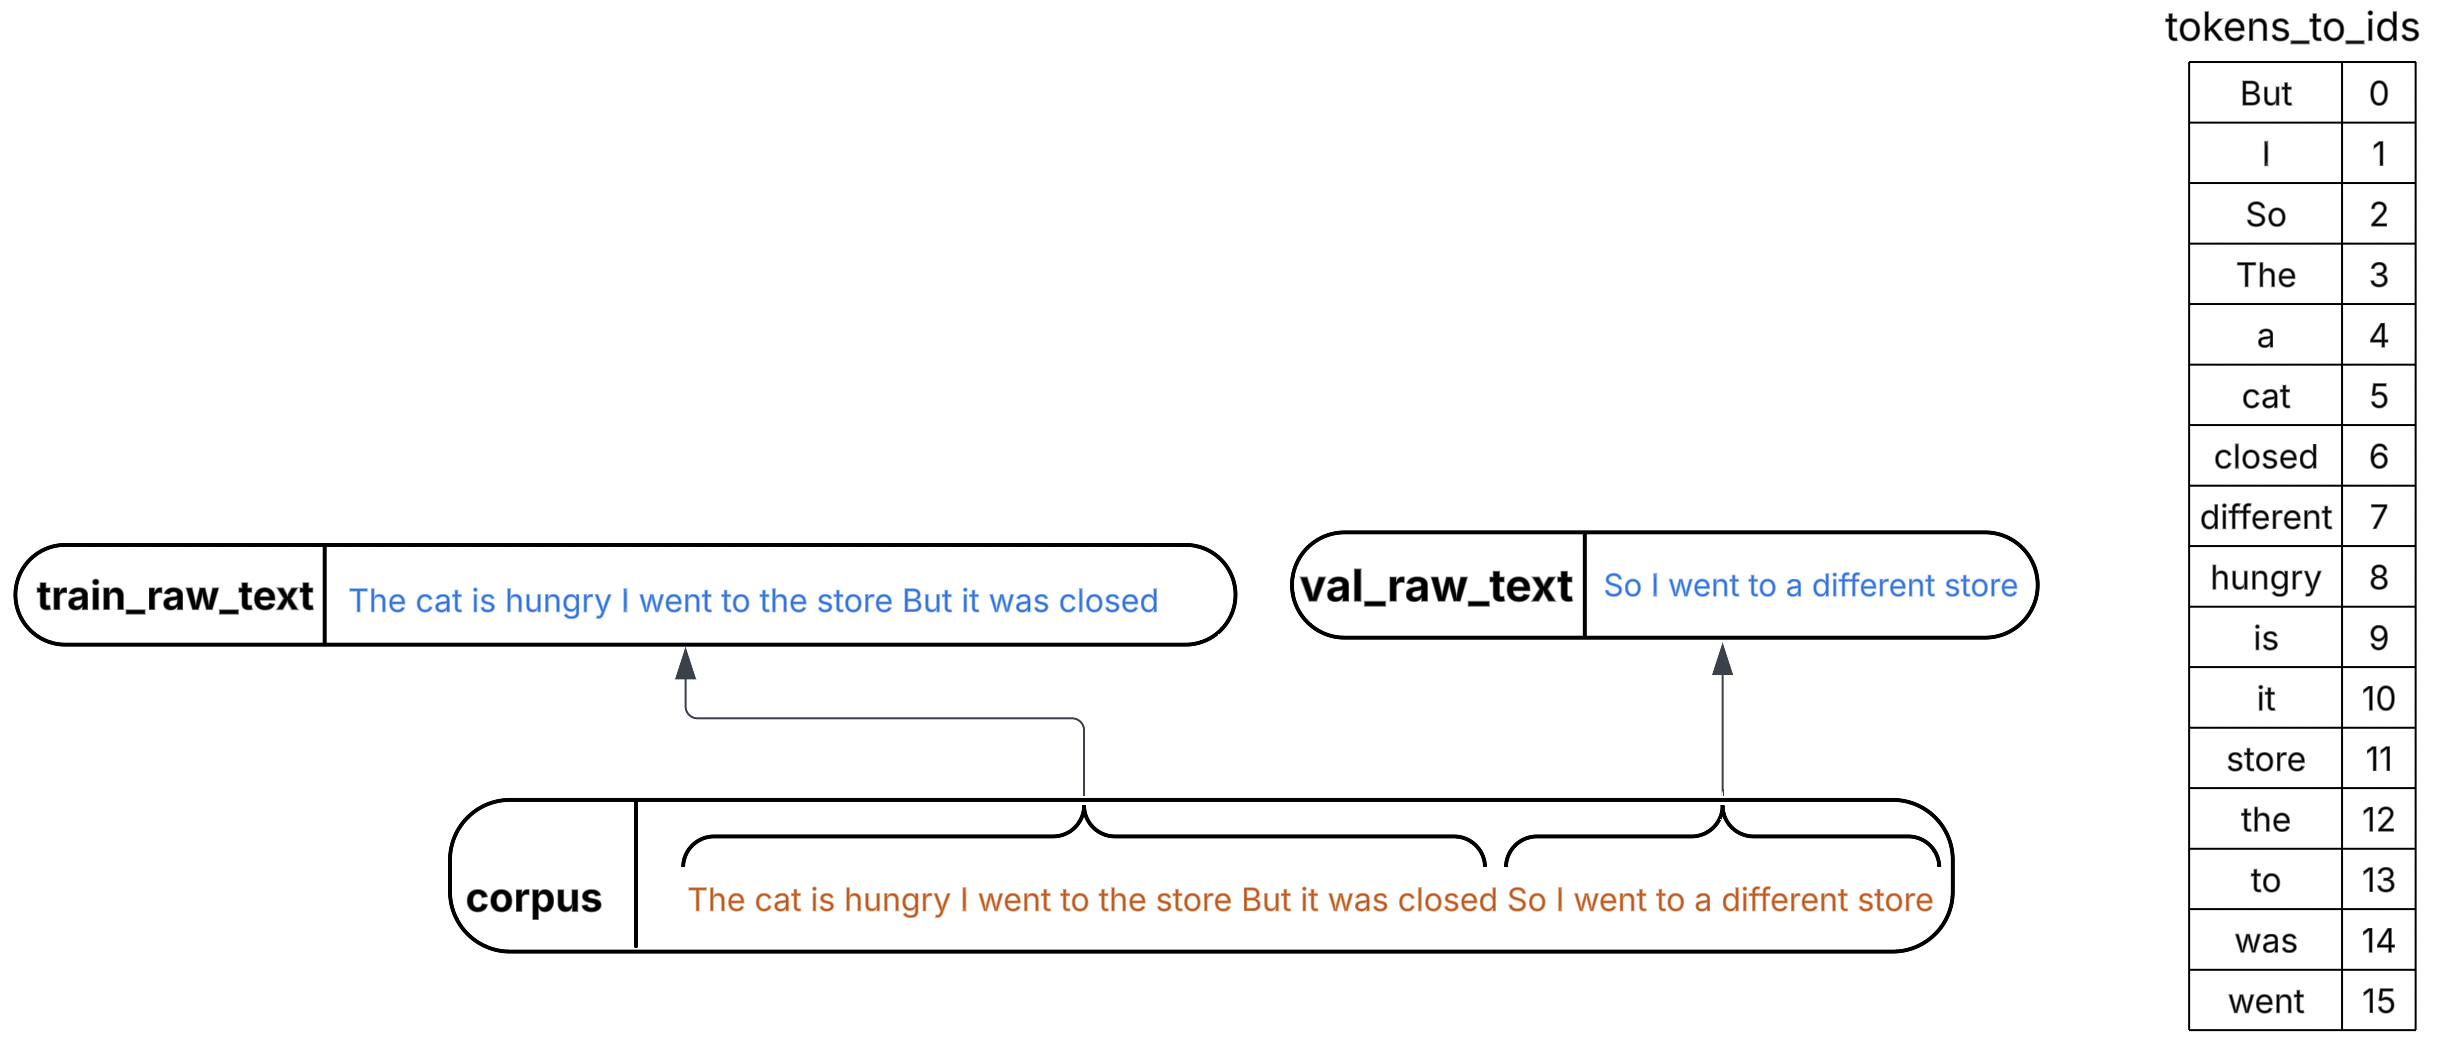 tokens_to_ids
But 0
I 1
So 2
The 3
a 4
cat 5
closed 6
different 7
hungry 8
is 9
it 10
store 11
the 12
to 13
was 14
went 15
train_raw_text The cat is hungry I went to the store But it was closed
val_raw_text So I went to a different store
corpus The cat is hungry I went to the store But it was closed So I went to a different store